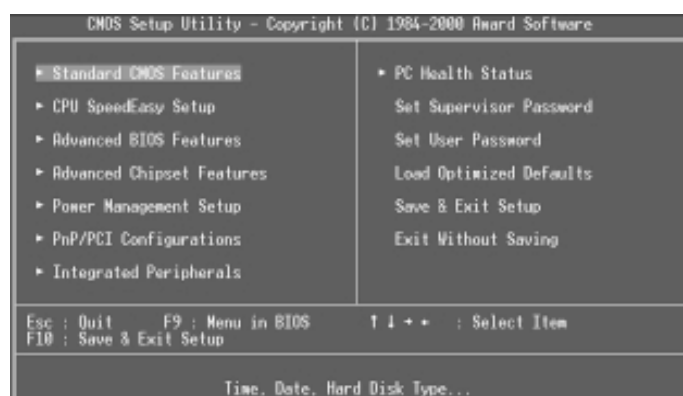 CMOS Setup Utility - Copyright (C) 1984-2000 Award Software
▸ Standard CMOS Features
▸ CPU SpeedEasy Setup
▸ Advanced BIOS Features
▸ Advanced Chipset Features
▸ Power Management Setup
▸ PnP/PCI Configurations
▸ Integrated Peripherals
▸ PC Health Status
Set Supervisor Password
Set User Password
Load Optimized Defaults
Save & Exit Setup
Exit Without Saving
Esc : Quit F9 : Menu in BIOS ↑ ↓ → ← : Select Item
F10 : Save & Exit Setup
Time, Date, Hard Disk Type...